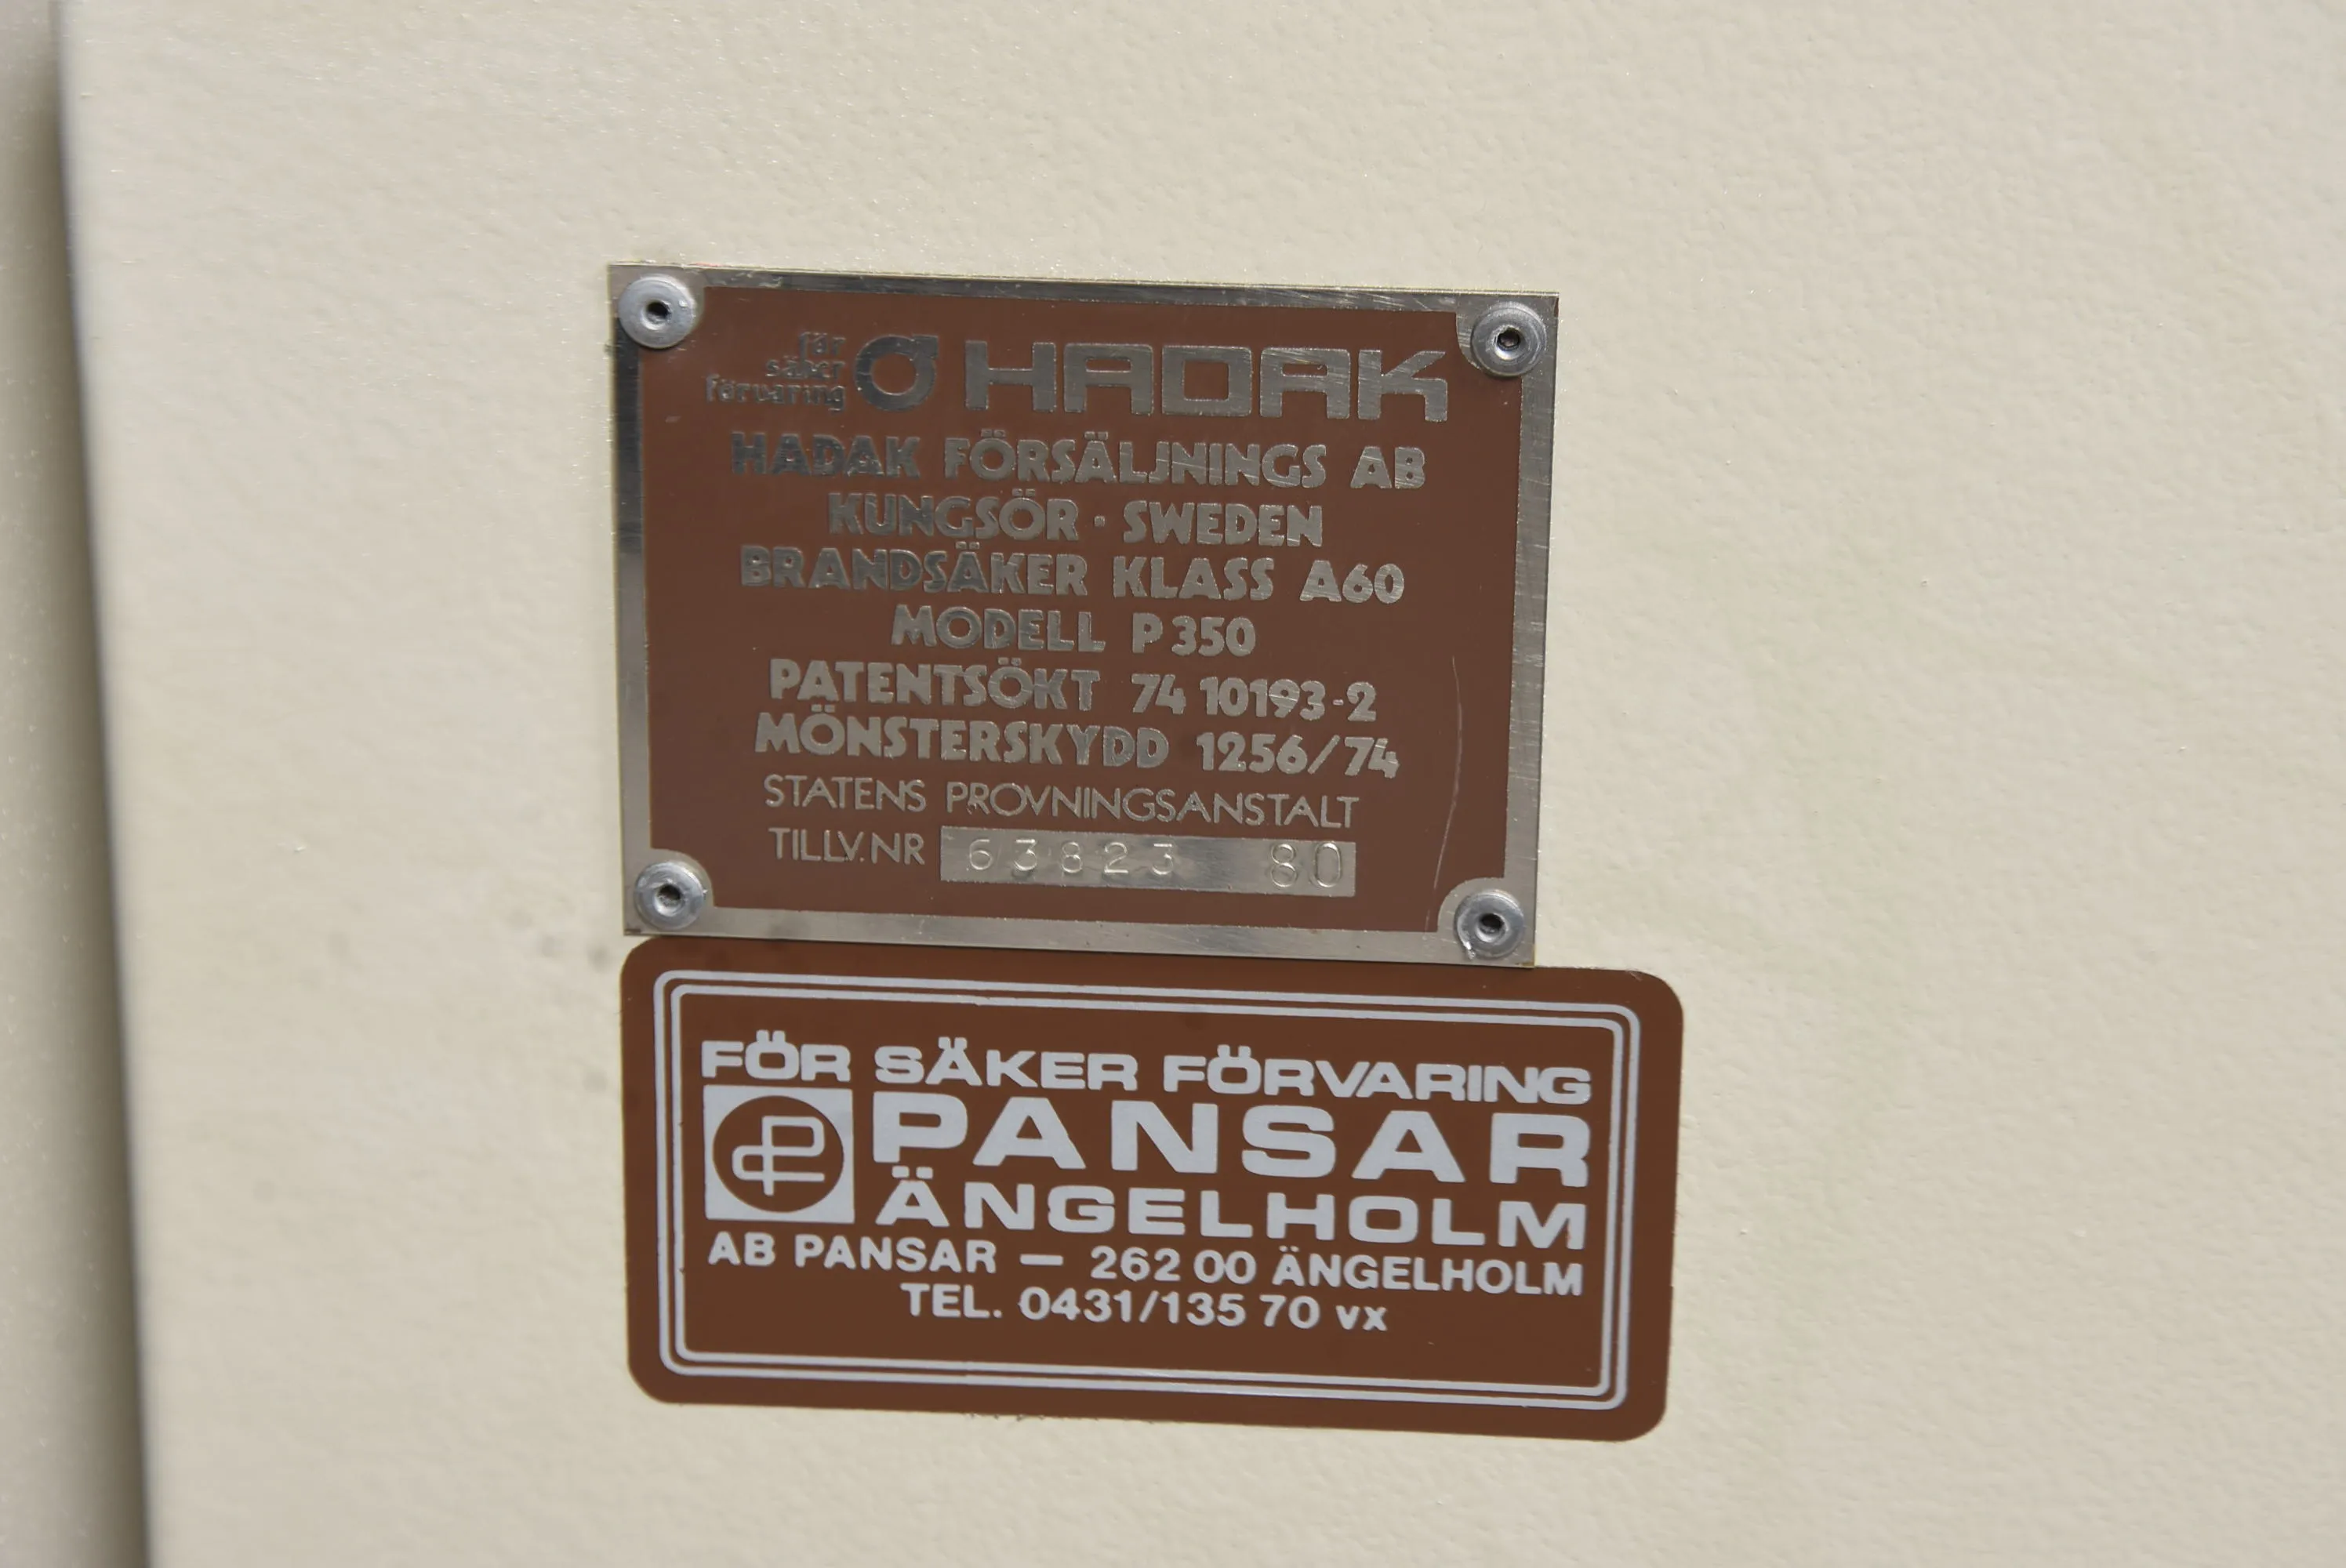 för
säker
förvaring
HADAK
HADAK FÖRSÄLJNINGS AB
KUNGSÖR · SWEDEN
BRANDSÄKER KLASS A60
MODELL P 350
PATENTSÖKT 74 10193-2
MÖNSTERSKYDD 1256/74
STATENS PROVNINGSANSTALT
TILLV. NR 63823 80
FÖR SÄKER FÖRVARING
PANSAR
ÄNGELHOLM
AB PANSAR — 262 00 ÄNGELHOLM
TEL. 0431/135 70 vx